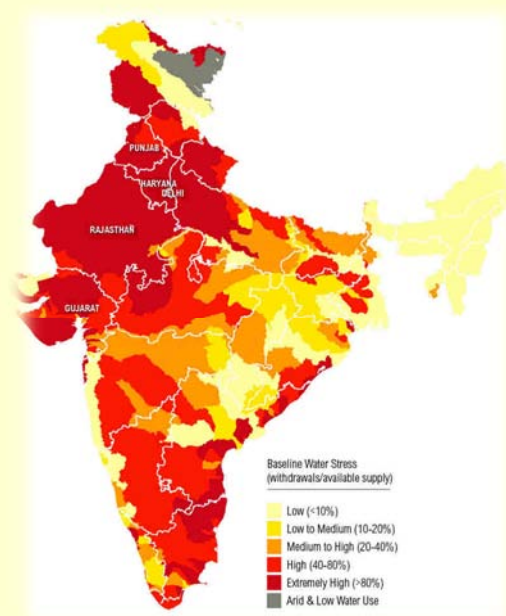 PUNJAB
HARYANA
DELHI
RAJASTHAN
GUJARAT
Baseline Water Stress
(withdrawals/available supply)
Low (<10%)
Low to Medium (10-20%)
Medium to High (20-40%)
High (40-80%)
Extremely High (>80%)
Arid & Low Water Use